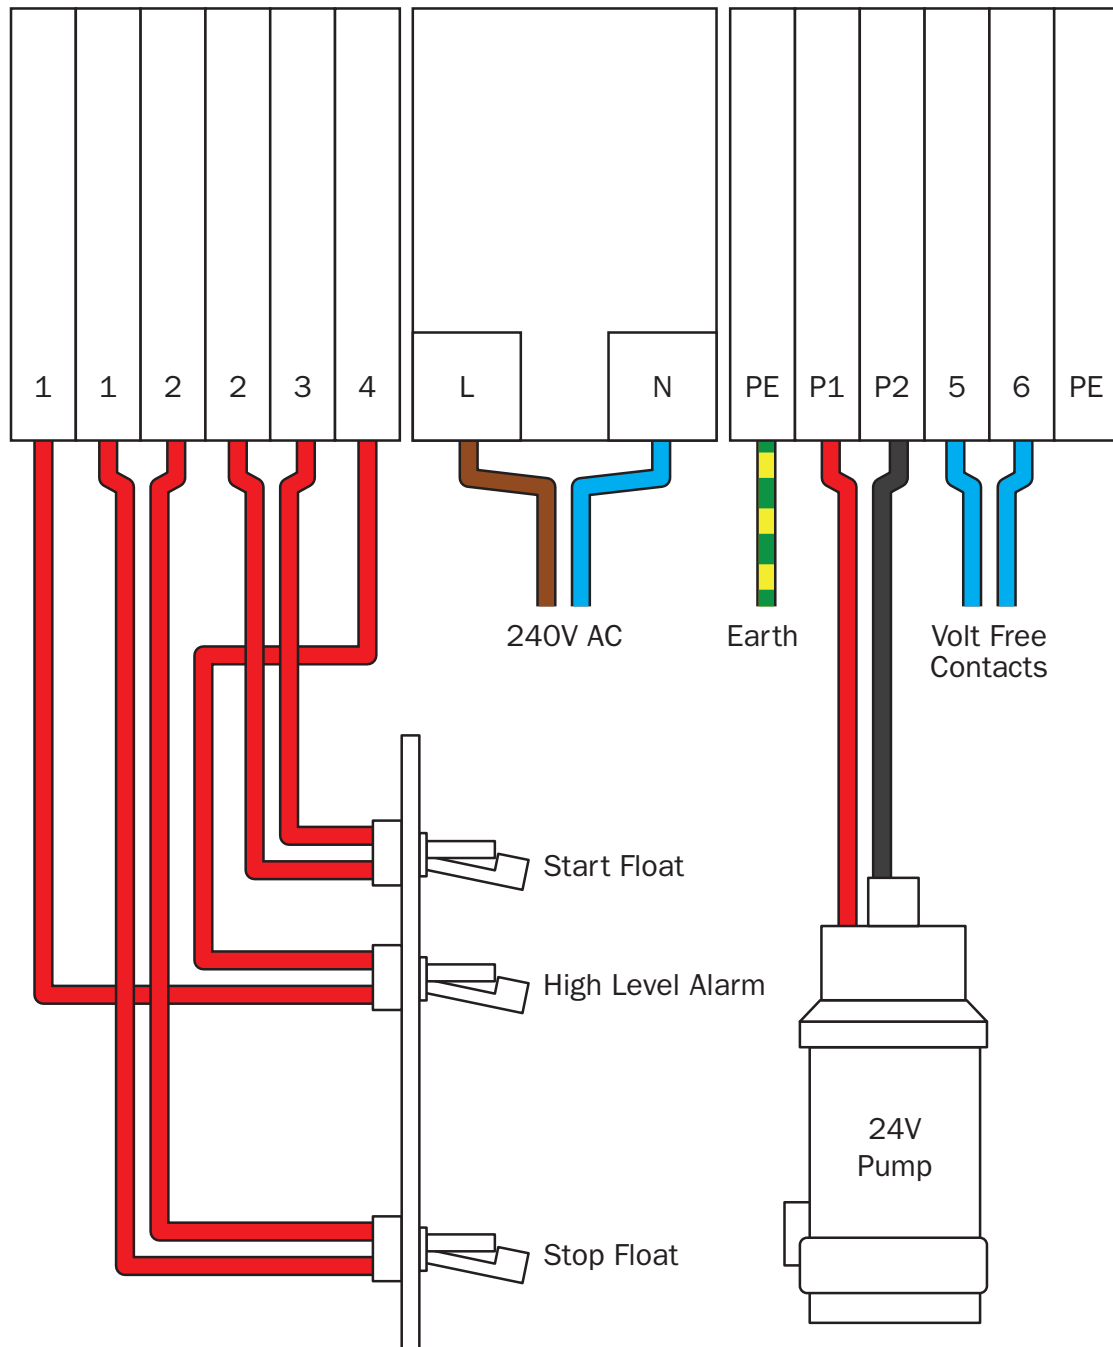 1 1 2 2 3 4 L N PE P1 P2 5 6 PE
240V AC
Earth
Volt Free
Contacts
Start Float
High Level Alarm
24V
Pump
Stop Float